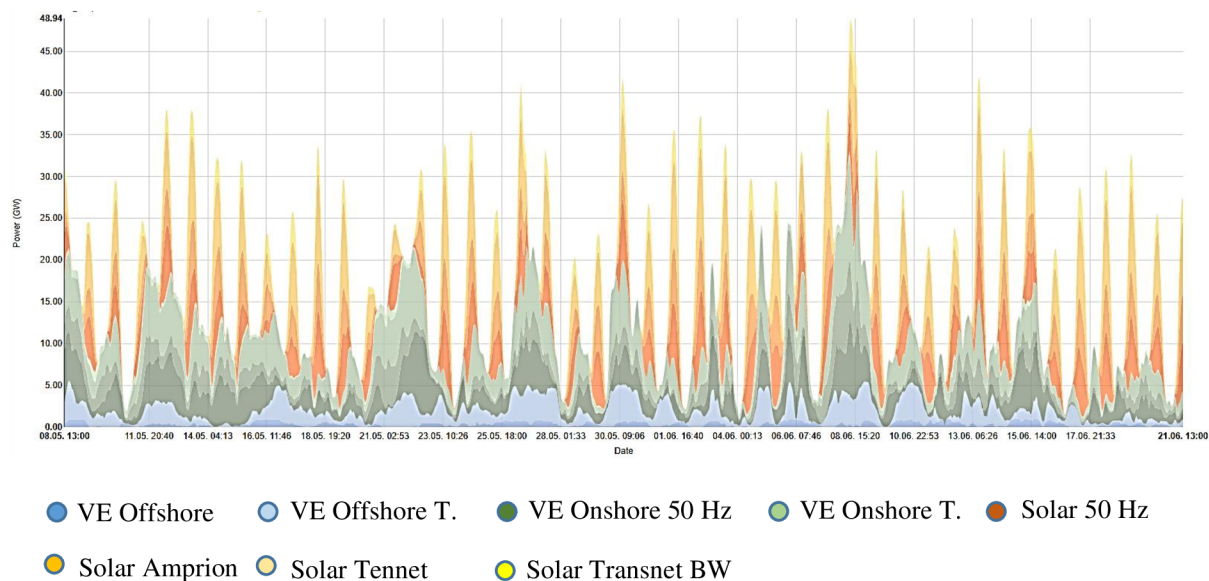 48.94
45.00
40.00
35.00
30.00
25.00
20.00
15.00
10.00
5.00
0.00
Power (GW)
08.05. 13:00 11.05. 20:40 14.05. 04:13 16.05. 11:46 18.05. 19:20 21.05. 02:53 23.05. 10:26 25.05. 18:00 28.05. 01:33 30.05. 09:06 01.06. 16:40 04.06. 00:13 06.06. 07:46 08.06. 15:20 10.06. 22:53 13.06. 06:26 15.06. 14:00 17.06. 21:33 21.06. 13:00
Date
VE Offshore VE Offshore T. VE Onshore 50 Hz VE Onshore T. Solar 50 Hz
Solar Amprion Solar Tennet Solar Transnet BW